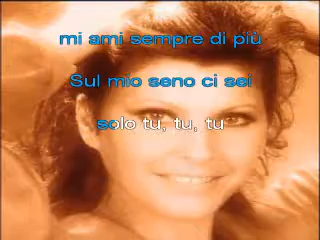 mi ami sempre di più
Sul mio seno ci sei
solo tu, tu, tu